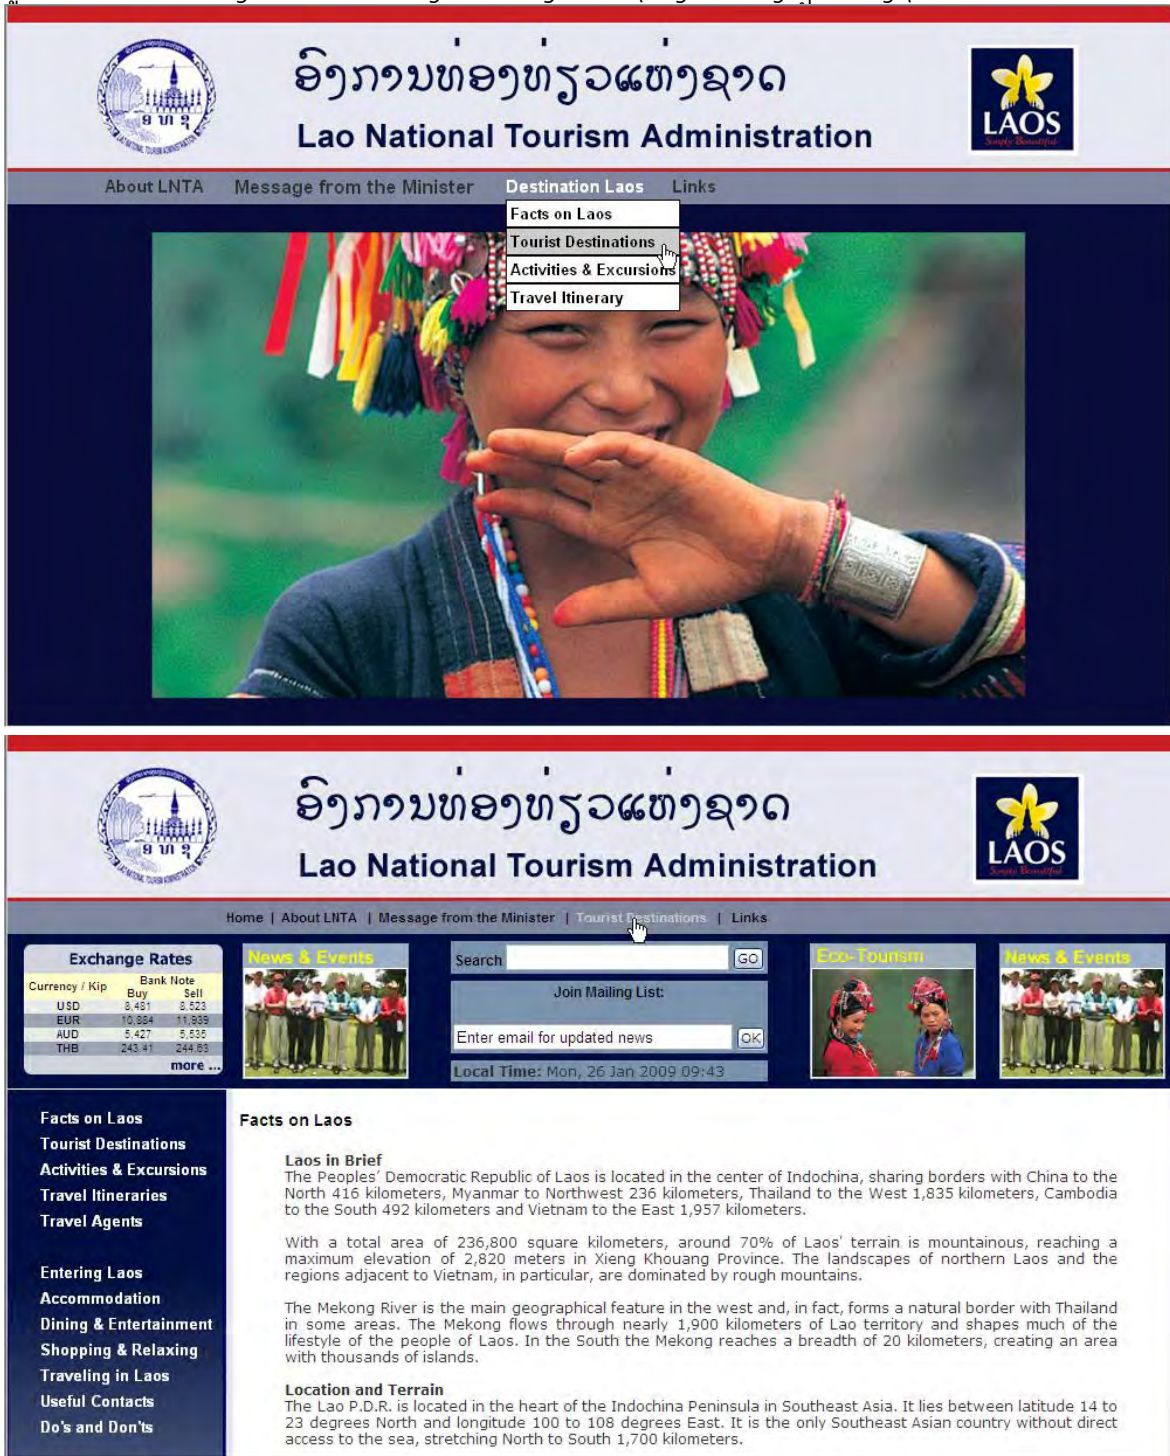 ອົງການທ່ອງທ່ຽວແຫ່ງຊາດ
Lao National Tourism Administration
ອ ທ ຊ
LAOS
Simply Beautiful
About LNTA Message from the Minister Destination Laos Links
Facts on Laos
Tourist Destinations
Activities & Excursions
Travel Itinerary
ອົງການທ່ອງທ່ຽວແຫ່ງຊາດ
Lao National Tourism Administration
ອ ທ ຊ
LAOS
Simply Beautiful
Home | About LNTA | Message from the Minister | Tourist Destinations | Links
Exchange Rates
Currency / Kip Bank Note
Buy Sell
USD 8,481 8,523
EUR
AUD 5,427 5,535
THB 243.41 244.63
more ...
News & Events
Search GO
Join Mailing List:
Enter email for updated news OK
Local Time: Mon, 26 Jan 2009 09:43
Eco-Tourism
News & Events
Facts on Laos
Tourist Destinations
Activities & Excursions
Travel Itineraries
Travel Agents
Entering Laos
Accommodation
Dining & Entertainment
Shopping & Relaxing
Traveling in Laos
Useful Contacts
Do's and Don'ts
Facts on Laos
Laos in Brief
The Peoples' Democratic Republic of Laos is located in the center of Indochina, sharing borders with China to the
North 416 kilometers, Myanmar to Northwest 236 kilometers, Thailand to the West 1,835 kilometers, Cambodia
to the South 492 kilometers and Vietnam to the East 1,957 kilometers.
With a total area of 236,800 square kilometers, around 70% of Laos' terrain is mountainous, reaching a
maximum elevation of 2,820 meters in Xieng Khouang Province. The landscapes of northern Laos and the
regions adjacent to Vietnam, in particular, are dominated by rough mountains.
The Mekong River is the main geographical feature in the west and, in fact, forms a natural border with Thailand
in some areas. The Mekong flows through nearly 1,900 kilometers of Lao territory and shapes much of the
lifestyle of the people of Laos. In the South the Mekong reaches a breadth of 20 kilometers, creating an area
with thousands of islands.
Location and Terrain
The Lao P.D.R. is located in the heart of the Indochina Peninsula in Southeast Asia. It lies between latitude 14 to
23 degrees North and longitude 100 to 108 degrees East. It is the only Southeast Asian country without direct
access to the sea, stretching North to South 1,700 kilometers.